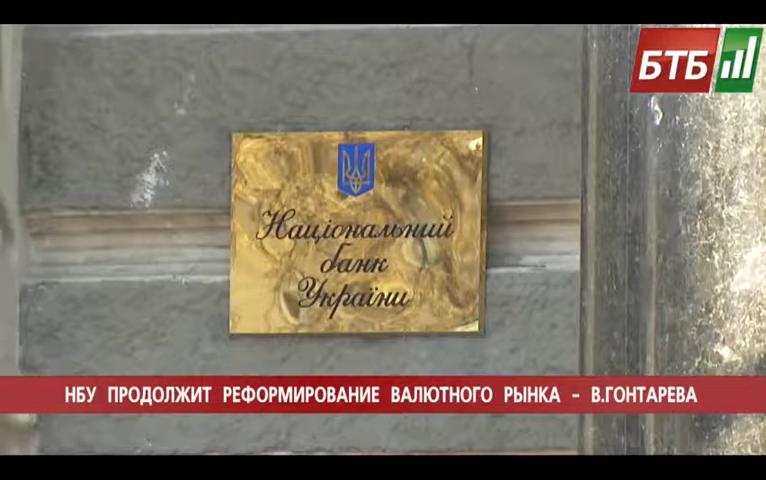 БТБ
Національний
банк
України
НБУ ПРОДОЛЖИТ РЕФОРМИРОВАНИЕ ВАЛЮТНОГО РЫНКА - В.ГОНТАРЕВА